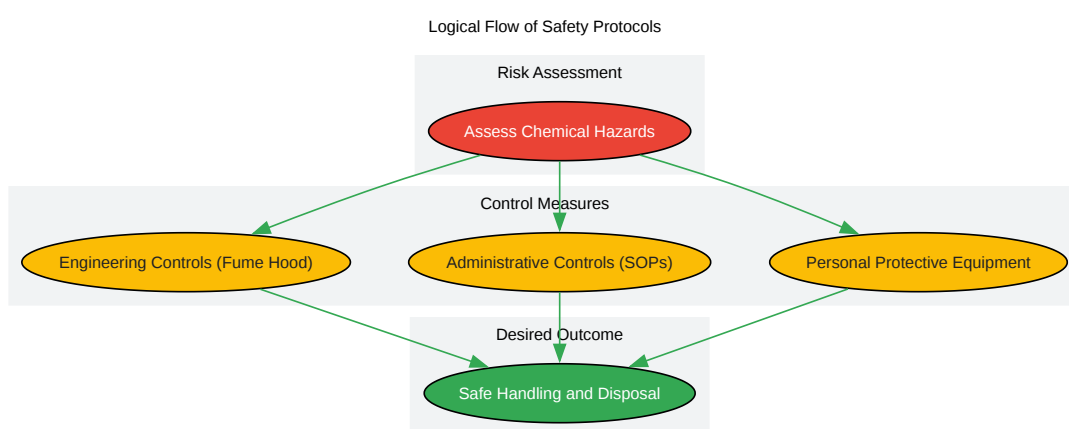 Logical Flow of Safety Protocols
Risk Assessment
Assess Chemical Hazards
Control Measures
Engineering Controls (Fume Hood)
Administrative Controls (SOPs)
Personal Protective Equipment
Desired Outcome
Safe Handling and Disposal